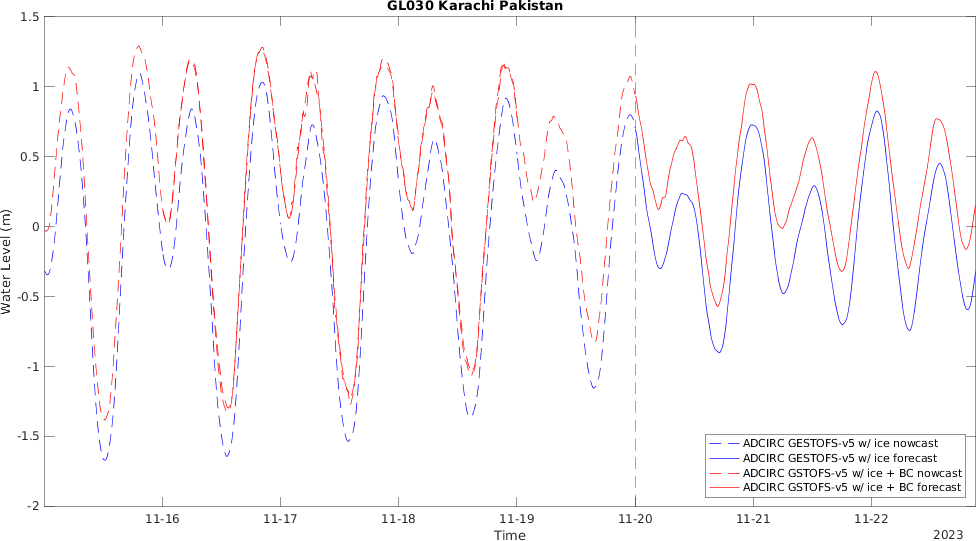 GL030 Karachi Pakistan
1.5
1
0.5
0
-0.5
-1
-1.5
-2
Water Level (m)
11-16
11-17
11-18
11-19
11-20
11-21
11-22
Time
2023
ADCIRC GESTOFS-v5 w/ ice nowcast
ADCIRC GESTOFS-v5 w/ ice forecast
ADCIRC GSTOFS-v5 w/ ice + BC nowcast
ADCIRC GSTOFS-v5 w/ ice + BC forecast